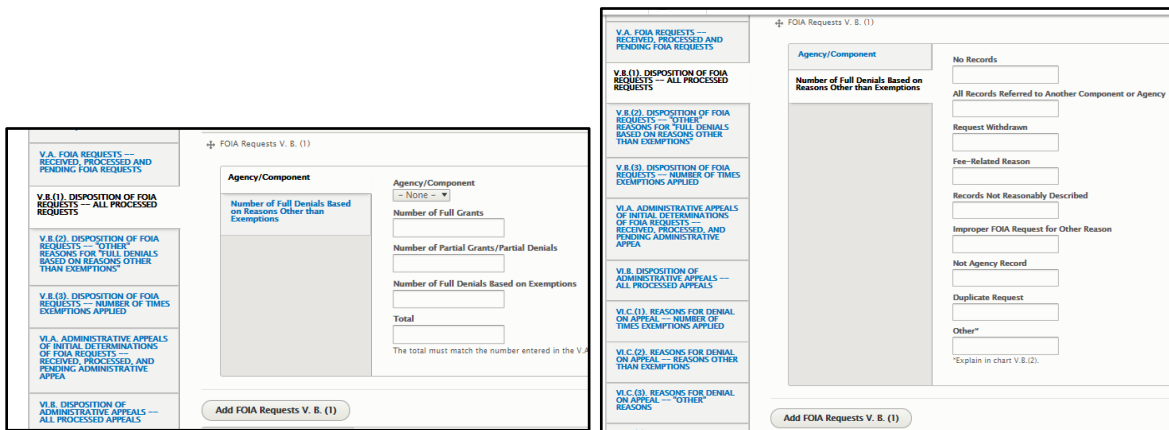 V.A. FOIA REQUESTS --
RECEIVED, PROCESSED AND
PENDING FOIA REQUESTS
V.B.(1). DISPOSITION OF FOIA
REQUESTS -- ALL PROCESSED
REQUESTS
V.B.(2). DISPOSITION OF FOIA
REQUESTS -- "OTHER"
REASONS FOR "FULL DENIALS
BASED ON REASONS OTHER
THAN EXEMPTIONS"
V.B.(3). DISPOSITION OF FOIA
REQUESTS -- NUMBER OF TIMES
EXEMPTIONS APPLIED
VI.A. ADMINISTRATIVE APPEALS
OF INITIAL DETERMINATIONS
OF FOIA REQUESTS --
RECEIVED, PROCESSED, AND
PENDING ADMINISTRATIVE
APPEA
VI.B. DISPOSITION OF
ADMINISTRATIVE APPEALS --
ALL PROCESSED APPEALS
FOIA Requests V. B. (1)
Agency/Component
Number of Full Denials Based
on Reasons Other than
Exemptions
Agency/Component
- None -
Number of Full Grants
Number of Partial Grants/Partial Denials
Number of Full Denials Based on Exemptions
Total
The total must match the number entered in the V.A
Add FOIA Requests V. B. (1)
V.A. FOIA REQUESTS --
RECEIVED, PROCESSED AND
PENDING FOIA REQUESTS
V.B.(1). DISPOSITION OF FOIA
REQUESTS -- ALL PROCESSED
REQUESTS
V.B.(2). DISPOSITION OF FOIA
REQUESTS -- "OTHER"
REASONS FOR "FULL DENIALS
BASED ON REASONS OTHER
THAN EXEMPTIONS"
V.B.(3). DISPOSITION OF FOIA
REQUESTS -- NUMBER OF TIMES
EXEMPTIONS APPLIED
VI.A. ADMINISTRATIVE APPEALS
OF INITIAL DETERMINATIONS
OF FOIA REQUESTS --
RECEIVED, PROCESSED, AND
PENDING ADMINISTRATIVE
APPEA
VI.B. DISPOSITION OF
ADMINISTRATIVE APPEALS --
ALL PROCESSED APPEALS
VI.C.(1). REASONS FOR DENIAL
ON APPEAL -- NUMBER OF
TIMES EXEMPTIONS APPLIED
VI.C.(2). REASONS FOR DENIAL
ON APPEAL -- REASONS OTHER
THAN EXEMPTIONS
VI.C.(3). REASONS FOR DENIAL
ON APPEAL -- "OTHER"
REASONS
FOIA Requests V. B. (1)
Agency/Component
Number of Full Denials Based on
Reasons Other than Exemptions
No Records
All Records Referred to Another Component or Agency
Request Withdrawn
Fee-Related Reason
Records Not Reasonably Described
Improper FOIA Request for Other Reason
Not Agency Record
Duplicate Request
Other*
*Explain in chart V.B.(2).
Add FOIA Requests V. B. (1)